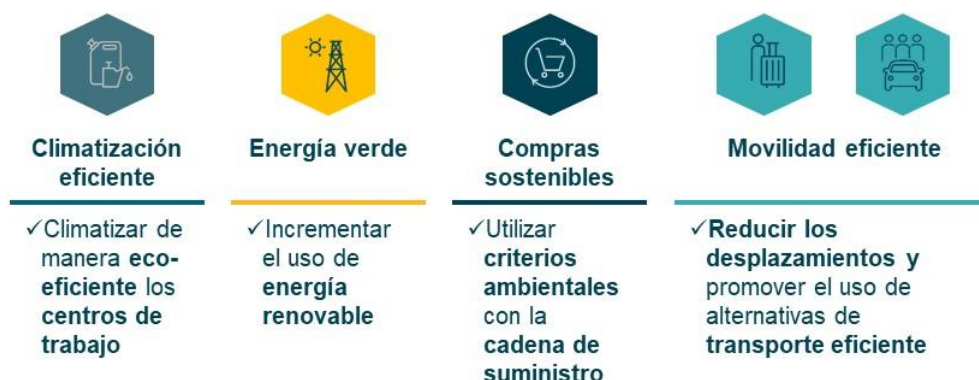 Climatización
eficiente
✓Climatizar de
manera eco-
eficiente los
centros de
trabajo
Energía verde
✓Incrementar
el uso de
energía
renovable
Compras
sostenibles
✓Utilizar
criterios
ambientales
con la
cadena de
suministro
Movilidad eficiente
✓Reducir los
desplazamientos y
promover el uso de
alternativas de
transporte eficiente